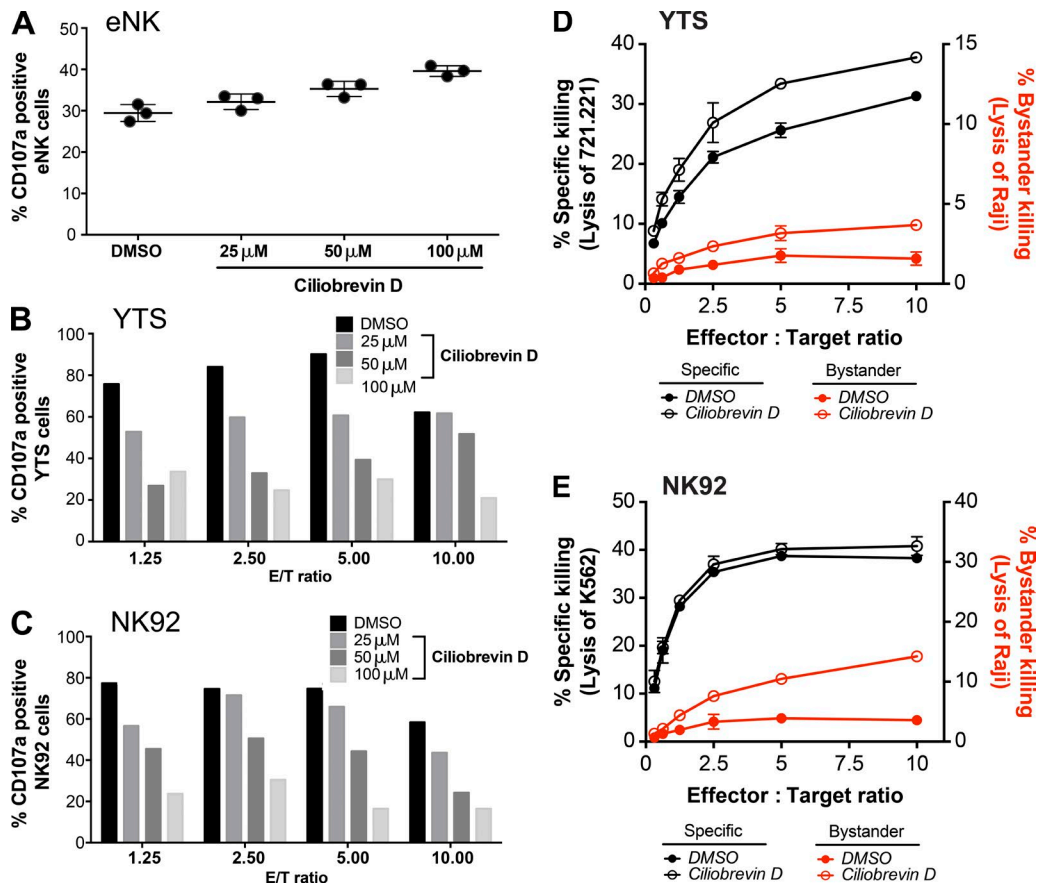 A eNK
% CD107a positive
eNK cells
50
40
30
20
10
0
DMSO 25 μM 50 μM 100 μM
Ciliobrevin D
B YTS
% CD107a positive
YTS cells
100
80
60
40
20
0
DMSO
25 μM
50 μM
100 μM
Ciliobrevin D
1.25 2.50 5.00 10.00
E/T ratio
C NK92
% CD107a positive
NK92 cells
100
80
60
40
20
0
DMSO
25 μM
50 μM
100 μM
Ciliobrevin D
1.25 2.50 5.00 10.00
E/T ratio
D YTS
% Specific killing
(Lysis of 721.221)
40
30
20
10
0
15
10
5
0
% Bystander killing
(Lysis of Raji)
0 2.5 5 7.5 10
Effector : Target ratio
Specific Bystander
DMSO DMSO
Ciliobrevin D Ciliobrevin D
E NK92
% Specific killing
(Lysis of K562)
50
40
30
20
10
0
40
30
20
10
0
% Bystander killing
(Lysis of Raji)
0 2.5 5 7.5 10
Effector : Target ratio
Specific Bystander
DMSO DMSO
Ciliobrevin D Ciliobrevin D